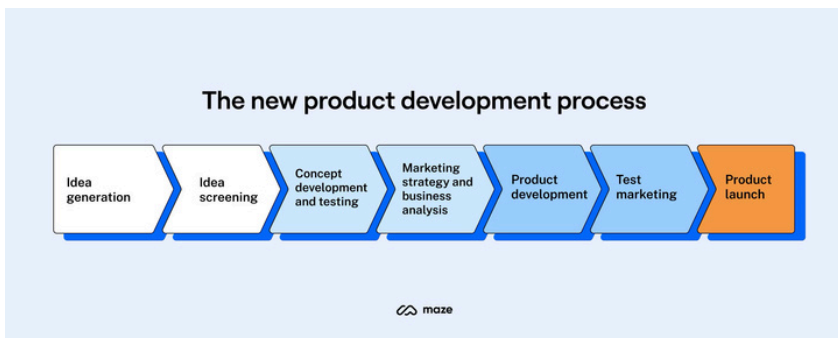 The new product development process
Idea
generation
Idea
screening
Concept
development
and testing
Marketing
strategy and
business
analysis
Product
development
Test
marketing
Product
launch
maze